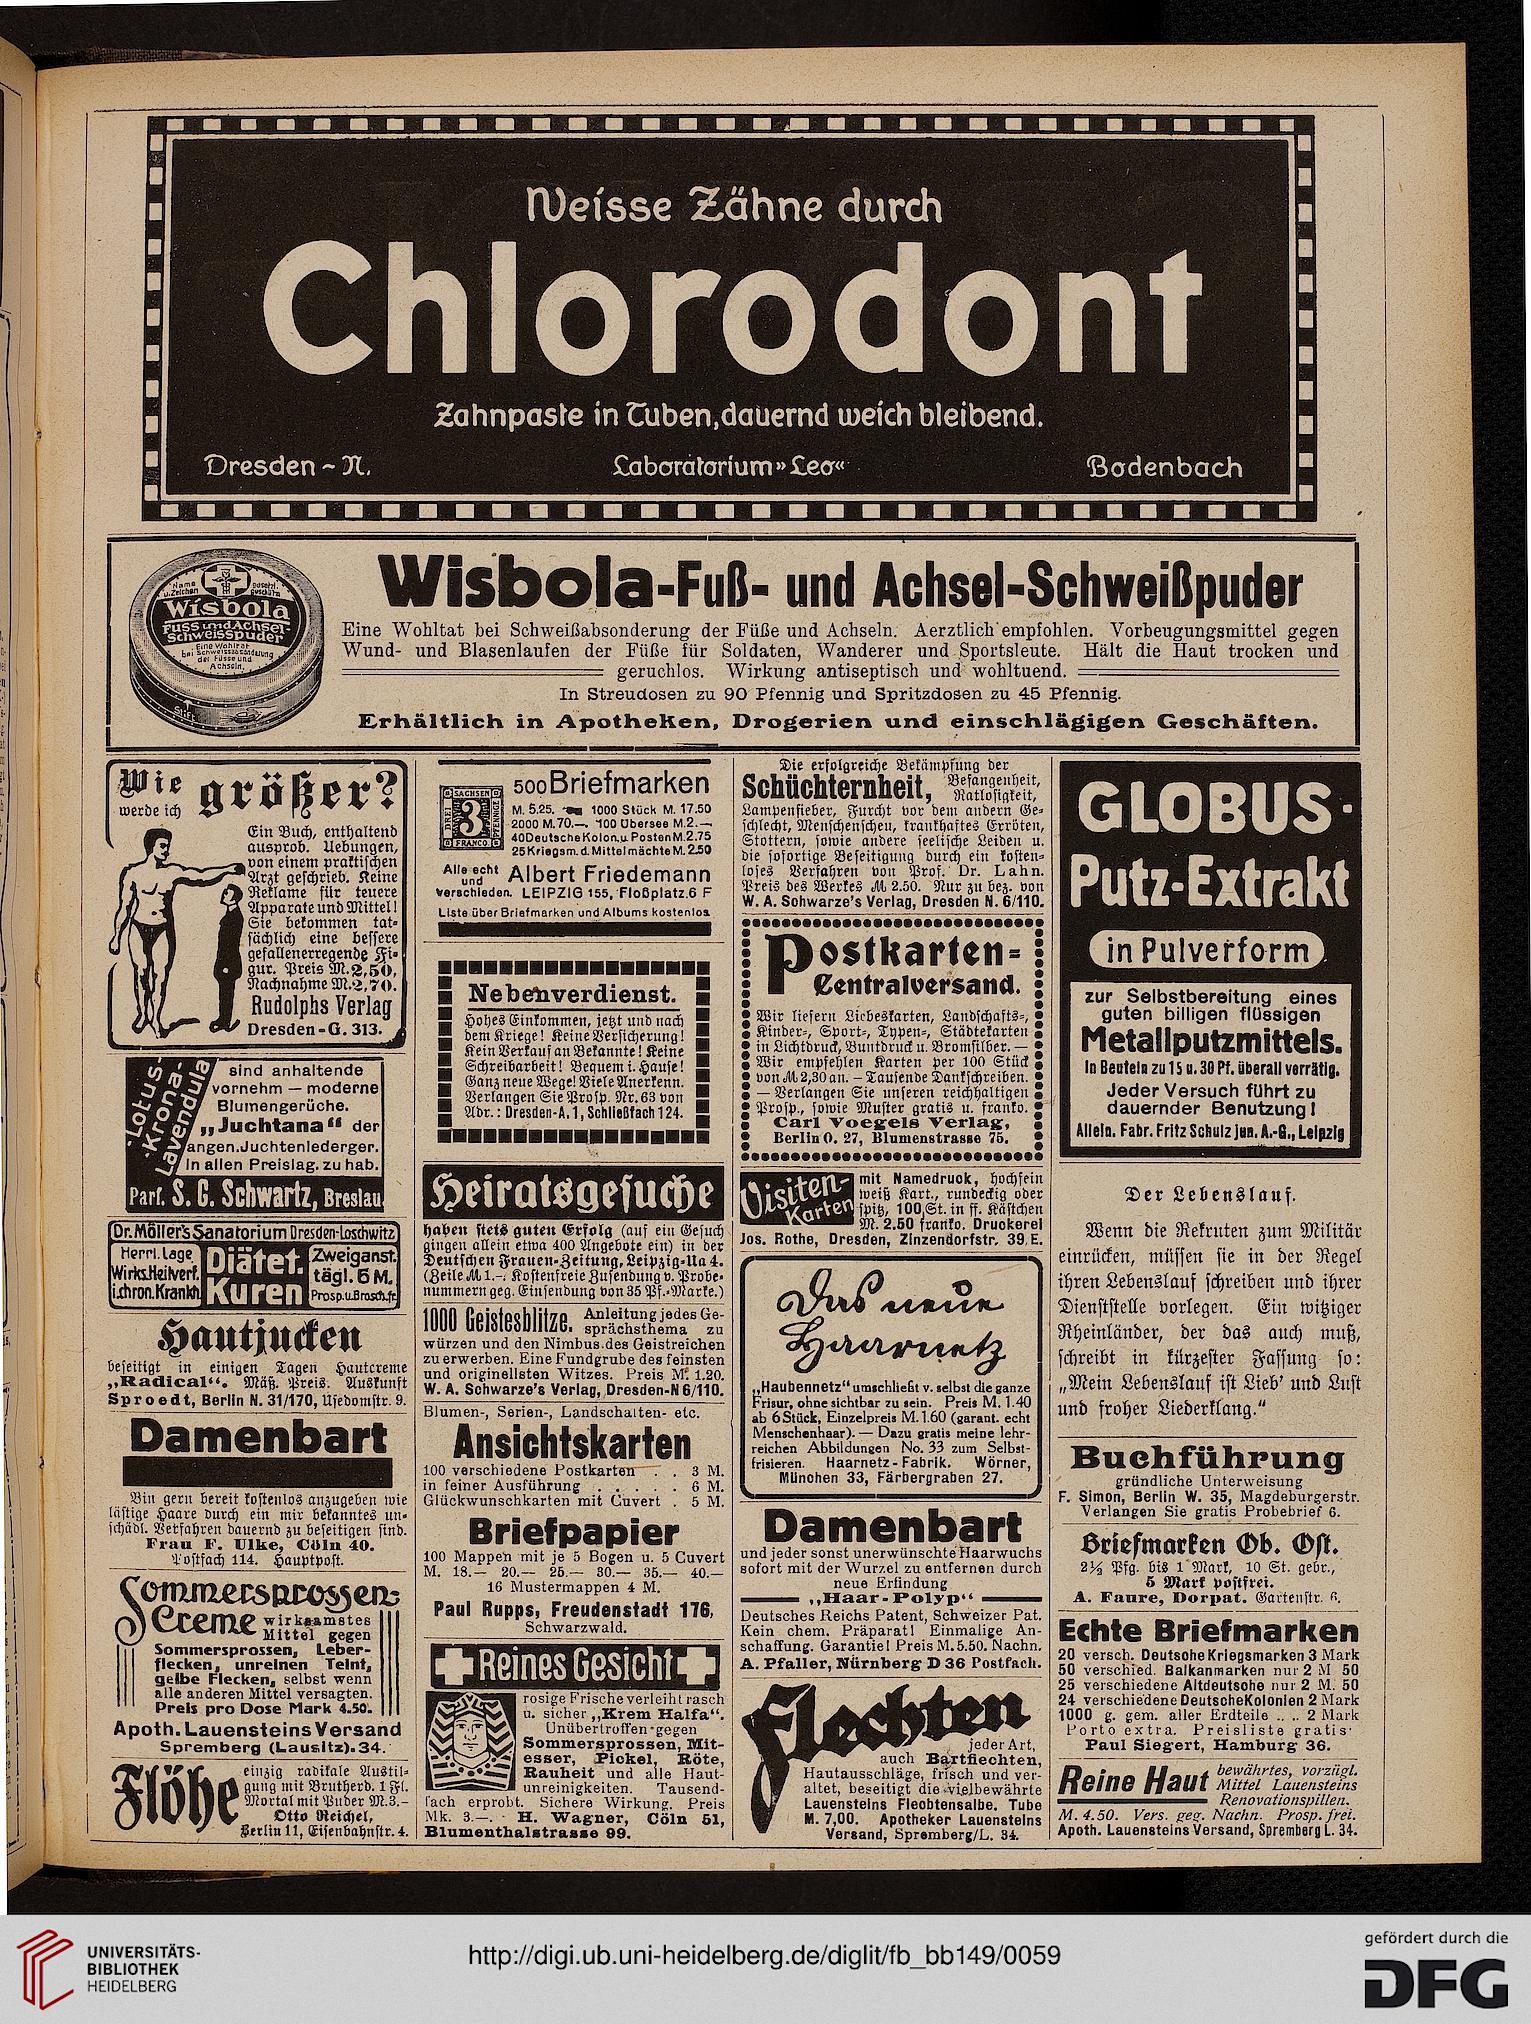 Weisse Zähne durch
Chlorodont
Zahnpaste in Tuben, dauernd weich bleibend.
Dresden-N. Laboratorium »Leo« Bodenbach
Name gesetzl.
u. Zeichen geschützt
Wisbola
Fuss und Achsel-
Schweisspuder
Eine Wohltat
bei Schweissabsonderung
der Füsse und
Achseln.
Wisbola-Fuß- und Achsel-Schweißpuder
Eine Wohltat bei Schweißabsonderung der Füße und Achseln. Aerztlich empfohlen. Vorbeugungsmittel gegen
Wund- und Blasenlaufen der Füße für Soldaten, Wanderer und Sportsleute. Hält die Haut trocken und
geruchlos. Wirkung antiseptisch und wohltuend.
In Streudosen zu 90 Pfennig und Spritzdosen zu 45 Pfennig.
Erhältlich in Apotheken, Drogerien und einschlägigen Geschäften.
Wie
werde ich größer?
Ein Buch, enthaltend
ausprob. Uebungen,
von einem praktischen
Arzt geschrieb. Keine
Reklame für teuere
Apparate und Mittel!
Sie bekommen tat-
sächlich eine bessere
gefallenerregende Fi-
gur. Preis M. 2,50,
Nachnahme M. 2,70.
Rudolphs Verlag
Dresden-G. 313.
-Lotus-
-Krona-
Lavendula
sind anhaltende
vornehm — moderne
Blumengerüche.
„Juchtana“ der
angen. Juchtenlederger.
In allen Preislag. zu hab.
Parf. S. G. Schwartz, Breslau
Dr. Möller's Sanatorium Dresden-Loschwitz
Herrl. Lage
Wirks. Heilverf.
i. chron. Krankh.
Diätet.
Kuren
Zweiganst.
tägl. 6 M.
Prosp. u. Brosch. fr.
Hautjucken
beseitigt in einigen Tagen Hautcreme
„Radical“. Mäß. Preis. Auskunft
Sproedt, Berlin N. 31/170, Usedomstr. 9.
Damenbart
Bin gern bereit kostenlos anzugeben wie
lästige Haare durch ein mir bekanntes un-
schädl. Verfahren dauernd zu beseitigen sind.
Frau F. Ulke, Cöln 40.
Postfach 114. Hauptpost.
Sommersprossen-
Creme wirksamstes
Mittel gegen
Sommersprossen, Leber-
flecken, unreinen Teint,
gelbe Flecken, selbst wenn
alle anderen Mittel versagten.
Preis pro Dose Mark 4.50.
Apoth. Lauensteins Versand
Spremberg (Lausitz). 34.
Flöhe
einzig radikale Austil-
gung mit Brutherd. 1 Fl.
Mortal mit Puder M. 3.-
Otto Reichel,
Berlin 11, Eisenbahnstr. 4.
SACHSEN
DREI 3 PFENNIGE
FRANCO
500 Briefmarken
M. 5.25. 1000 Stück M. 17.50
2000 M. 70.—. 100 Übersee M. 2.—.
40 Deutsche Kolon. u. Posten M. 2.75
25 Kriegsm. d. Mittelmächte M. 2.50
Alle echt
und
verschieden.
Albert Friedemann
LEIPZIG 155, Floßplatz 6 F
Liste über Briefmarken und Albums kostenlos
Nebenverdienst.
Hohes Einkommen, jetzt und nach
dem Kriege! Keine Versicherung!
Kein Verkauf an Bekannte! Keine
Schreibarbeit! Bequem i. Hause!
Ganz neue Wege! Viele Anerkenn.
Verlangen Sie Prosp. Nr. 63 von
Adr.: Dresden-A. 1, Schließfach 124.
Heiratsgesuche
haben stets guten Erfolg (auf ein Gesuch
gingen allein etwa 400 Angebote ein) in der
Deutschen Frauen-Zeitung, Leipzig-Ua 4.
(Zeile M 1.-. Kostenfreie Zusendung v. Probe-
nummern geg. Einsendung von 35 Pf.-Marke.)
1000 Geistesblitze. Anleitung jedes Ge-
sprächsthema zu
würzen und den Nimbus des Geistreichen
zu erwerben. Eine Fundgrube des feinsten
und originellsten Witzes. Preis M. 1.20.
W. A. Schwarze's Verlag, Dresden-N 6/110.
Blumen-, Serien-, Landschaften- etc.
Ansichtskarten
100 verschiedene Postkarten . . 3 M.
in feiner Ausführung . . . . . 6 M.
Glückwunschkarten mit Cuvert . 5 M.
Briefpapier
100 Mappen mit je 5 Bogen u. 5 Cuvert
M. 18.— 20.— 25.— 30.— 35.— 40.—
16 Mustermappen 4 M.
Paul Rupps, Freudenstadt 176,
Schwarzwald.
Reines Gesicht
rosige Frische verleiht rasch
u. sicher „Krem Halfa“.
Unübertroffen gegen
Sommersprossen, Mit-
esser, Pickel, Röte,
Rauheit und alle Haut-
unreinigkeiten. Tausend-
fach erprobt. Sichere Wirkung. Preis
Mk. 3.—. H. Wagner, Cöln 51,
Blumenthalstrasse 99.
Die erfolgreiche Bekämpfung der
Schüchternheit, Befangenheit,
Ratlosigkeit,
Lampenfieber, Furcht vor dem andern Ge-
schlecht, Menschenscheu, krankhaftes Erröten,
Stottern, sowie andere seelische Leiden u.
die sofortige Beseitigung durch ein kosten-
loses Verfahren von Prof. Dr. Lahn.
Preis des Werkes M 2.50. Nur zu bez. von
W. A. Schwarze's Verlag, Dresden N. 6/110.
Postkarten-
Centralversand.
Wir liefern Liebeskarten, Landschafts-,
Kinder-, Sport-, Typen-, Städtekarten
in Lichtdruck, Buntdruck u. Bromsilber. —
Wir empfehlen Karten per 100 Stück
von M 2,30 an. — Tausende Dankschreiben.
— Verlangen Sie unseren reichhaltigen
Prosp., sowie Muster gratis u. franko.
Carl Voegels Verlag,
Berlin O. 27, Blumenstrasse 75.
Visiten-
Karten
mit Namedruck, hochfein
weiß Kart., rundeckig oder
spitz, 100 St. in ff. Kästchen
M. 2.50 franko. Druckerei
Jos. Rothe, Dresden, Zinzendorfstr. 39 E.
Das neue
Haarnetz
„Haubennetz“ umschließt v. selbst die ganze
Frisur, ohne sichtbar zu sein. Preis M. 1.40
ab 6 Stück, Einzelpreis M. 1.60 (garant. echt
Menschenhaar). — Dazu gratis meine lehr-
reichen Abbildungen No. 33 zum Selbst-
frisieren. Haarnetz-Fabrik. Wörner,
München 33, Färbergraben 27.
Damenbart
und jeder sonst unerwünschte Haarwuchs
sofort mit der Wurzel zu entfernen durch
neue Erfindung
„Haar-Polyp“
Deutsches Reichs Patent, Schweizer Pat.
Kein chem. Präparat! Einmalige An-
schaffung. Garantie! Preis M. 5.50. Nachn.
A. Pfaller, Nürnberg D 36 Postfach.
Flechten
jeder Art,
auch Bartflechten,
Hautausschläge, frisch und ver-
altet, beseitigt die vielbewährte
Lauensteins Flechtensalbe. Tube
M. 7,00. Apotheker Lauensteins
Versand, Spremberg/L. 34.
GLOBUS-
Putz-Extrakt
in Pulverform
zur Selbstbereitung eines
guten billigen flüssigen
Metallputzmittels.
In Beuteln zu 15 u. 30 Pf. überall vorrätig.
Jeder Versuch führt zu
dauernder Benutzung!
Allein. Fabr. Fritz Schulz jun. A.-G., Leipzig
Der Lebenslauf.
Wenn die Rekruten zum Militär
einrücken, müssen sie in der Regel
ihren Lebenslauf schreiben und ihrer
Dienststelle vorlegen. Ein witziger
Rheinländer, der das auch muß,
schreibt in kürzester Fassung so:
„Mein Lebenslauf ist Lieb' und Lust
und froher Liederklang.“
Buchführung
gründliche Unterweisung
F. Simon, Berlin W. 35, Magdeburgerstr.
Verlangen Sie gratis Probebrief 6.
Briefmarken Ob. Ost.
2½ Pfg. bis 1 Mark, 10 St. gebr.,
5 Mark postfrei.
A. Faure, Dorpat. Gartenstr. 6.
Echte Briefmarken
20 versch. Deutsche Kriegsmarken 3 Mark
50 verschied. Balkanmarken nur 2 M. 50
25 verschiedene Altdeutsche nur 2 M. 50
24 verschiedene Deutsche Kolonien 2 Mark
1000 g. gem. aller Erdteile .. .. 2 Mark
Porto extra. Preisliste gratis
Paul Siegert, Hamburg 36.
Reine Haut bewährtes, vorzügl.
Mittel Lauensteins
Renovationspillen.
M. 4.50. Vers. geg. Nachn. Prosp. frei.
Apoth. Lauensteins Versand, Spremberg L. 34.
UNIVERSITÄTS-
BIBLIOTHEK
HEIDELBERG
http://digi.ub.uni-heidelberg.de/diglit/fb_bb149/0059
gefördert durch die
DFG